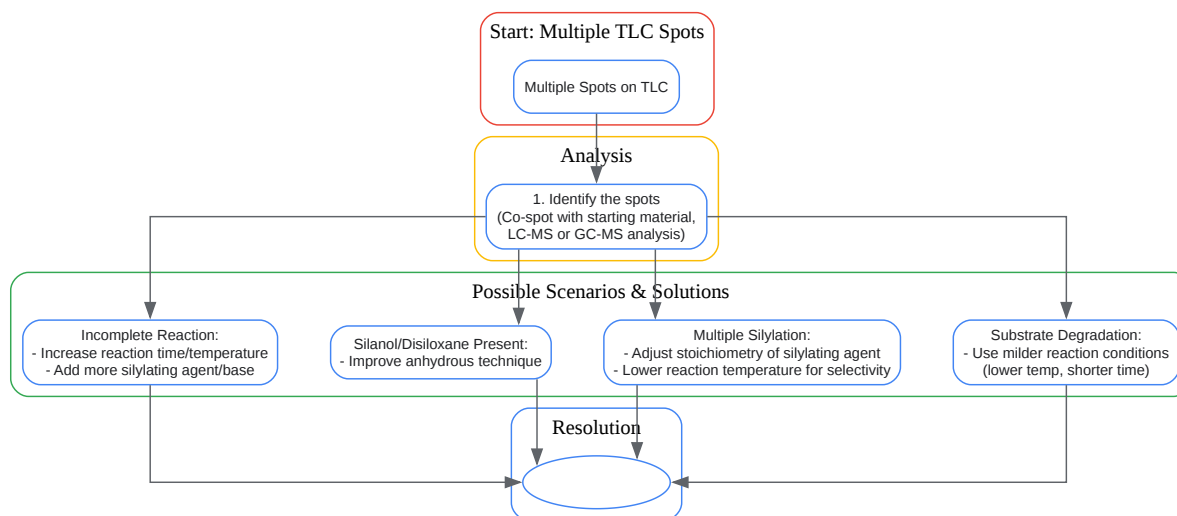 Start: Multiple TLC Spots
Multiple Spots on TLC
Analysis
1. Identify the spots
(Co-spot with starting material,
LC-MS or GC-MS analysis)
Possible Scenarios & Solutions
Incomplete Reaction:
- Increase reaction time/temperature
- Add more silylating agent/base
Silanol/Disiloxane Present:
- Improve anhydrous technique
Multiple Silylation:
- Adjust stoichiometry of silylating agent
- Lower reaction temperature for selectivity
Substrate Degradation:
- Use milder reaction conditions
(lower temp, shorter time)
Resolution